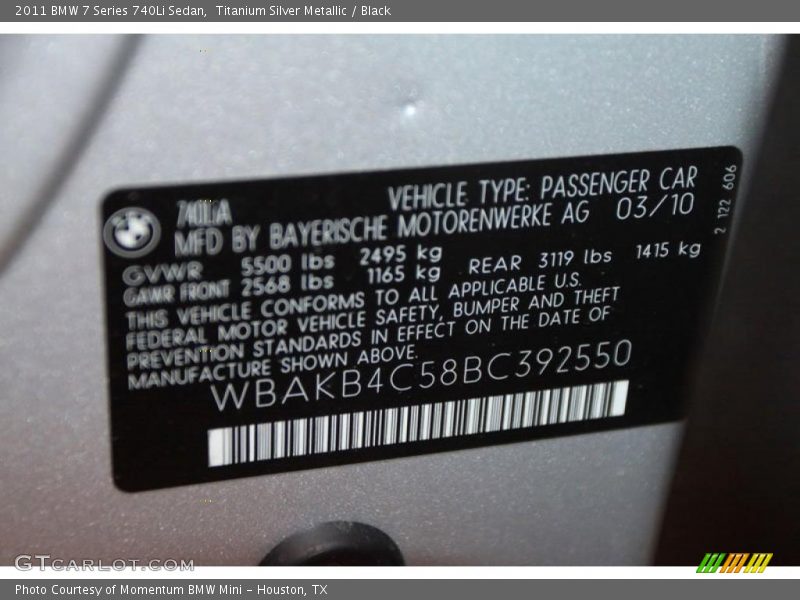 2011 BMW 7 Series 740Li Sedan,  Titanium Silver Metallic / Black
740LIA
VEHICLE TYPE: PASSENGER CAR
MFD BY BAYERISCHE MOTORENWERKE AG 03/10
GVWR 5500 lbs 2495 kg
GAWR FRONT 2568 lbs 1165 kg REAR 3119 lbs 1415 kg
THIS VEHICLE CONFORMS TO ALL APPLICABLE U.S.
FEDERAL MOTOR VEHICLE SAFETY, BUMPER AND THEFT
PREVENTION STANDARDS IN EFFECT ON THE DATE OF
MANUFACTURE SHOWN ABOVE.
WBAKB4C58BC392550
2 122 606
GTCARLOT.COM
Photo Courtesy of Momentum BMW Mini - Houston, TX